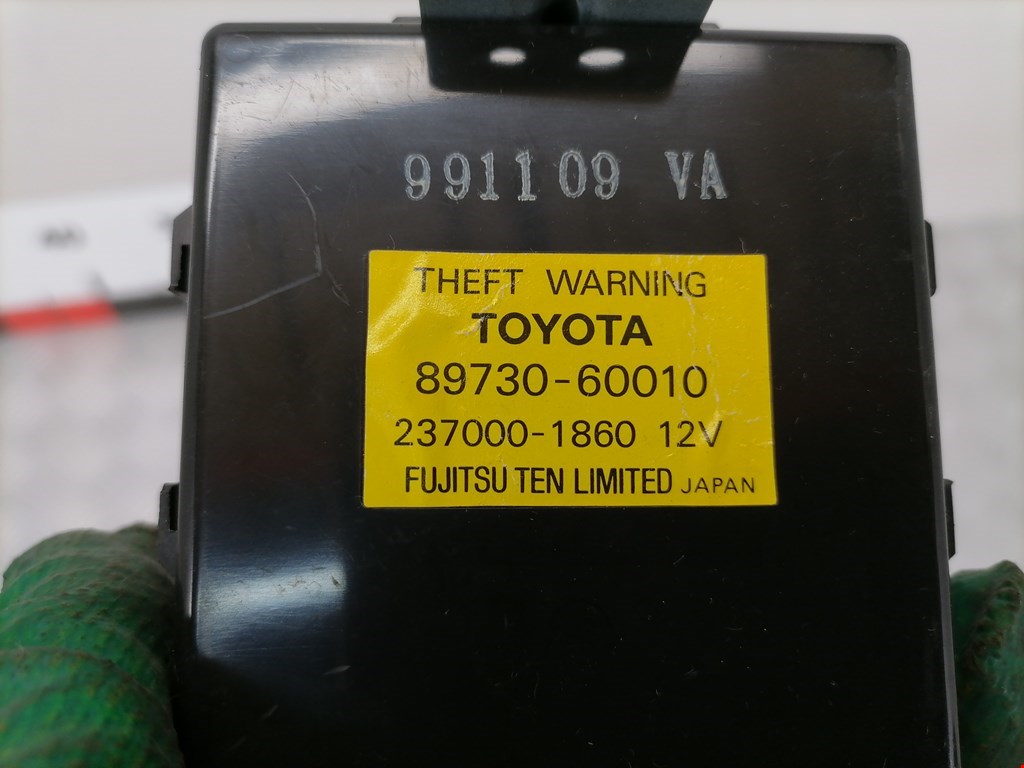 991109 VA
THEFT WARNING
TOYOTA
89730-60010
237000-1860 12V
FUJITSU TEN LIMITED JAPAN